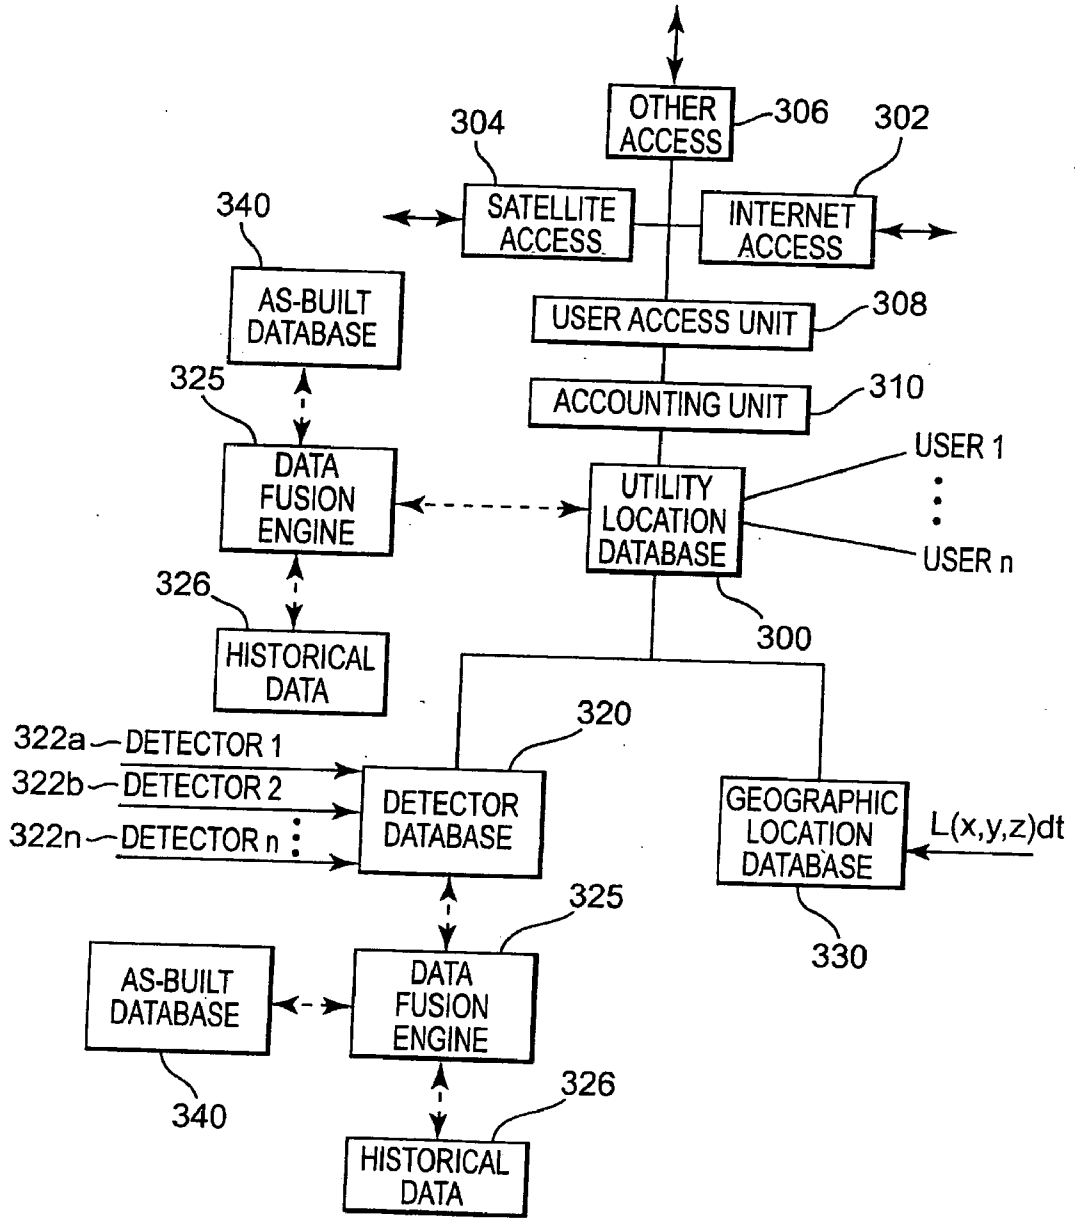 OTHER
ACCESS
306
304
302
SATELLITE
ACCESS
INTERNET
ACCESS
340
AS-BUILT
DATABASE
USER ACCESS UNIT
308
325
ACCOUNTING UNIT
310
DATA
FUSION
ENGINE
UTILITY
LOCATION
DATABASE
USER 1
USER n
326
300
HISTORICAL
DATA
320
322a
DETECTOR 1
322b
DETECTOR 2
322n
DETECTOR n
DETECTOR
DATABASE
GEOGRAPHIC
LOCATION
DATABASE
L(x,y,z)dt
325
330
AS-BUILT
DATABASE
DATA
FUSION
ENGINE
340
326
HISTORICAL
DATA